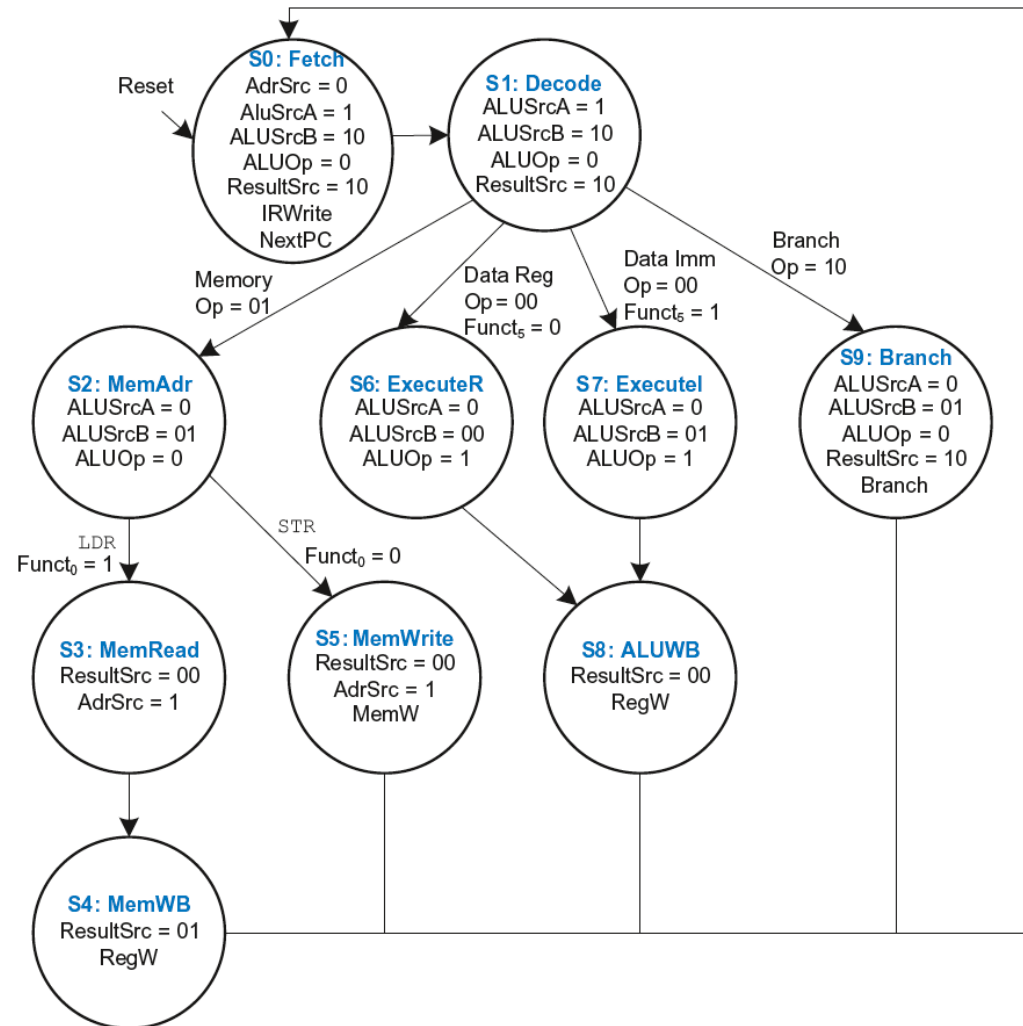 Reset
S0: Fetch
AdrSrc = 0
AluSrcA = 1
ALUSrcB = 10
ALUOp = 0
ResultSrc = 10
IRWrite
NextPC
S1: Decode
ALUSrcA = 1
ALUSrcB = 10
ALUOp = 0
ResultSrc = 10
Memory
Op = 01
Data Reg
Op = 00
Funct₅ = 0
Data Imm
Op = 00
Funct₅ = 1
Branch
Op = 10
S2: MemAdr
ALUSrcA = 0
ALUSrcB = 01
ALUOp = 0
S6: ExecuteR
ALUSrcA = 0
ALUSrcB = 00
ALUOp = 1
S7: ExecuteI
ALUSrcA = 0
ALUSrcB = 01
ALUOp = 1
S9: Branch
ALUSrcA = 0
ALUSrcB = 01
ALUOp = 0
ResultSrc = 10
Branch
LDR
Funct₀ = 1
STR
Funct₀ = 0
S3: MemRead
ResultSrc = 00
AdrSrc = 1
S5: MemWrite
ResultSrc = 00
AdrSrc = 1
MemW
S8: ALUWB
ResultSrc = 00
RegW
S4: MemWB
ResultSrc = 01
RegW